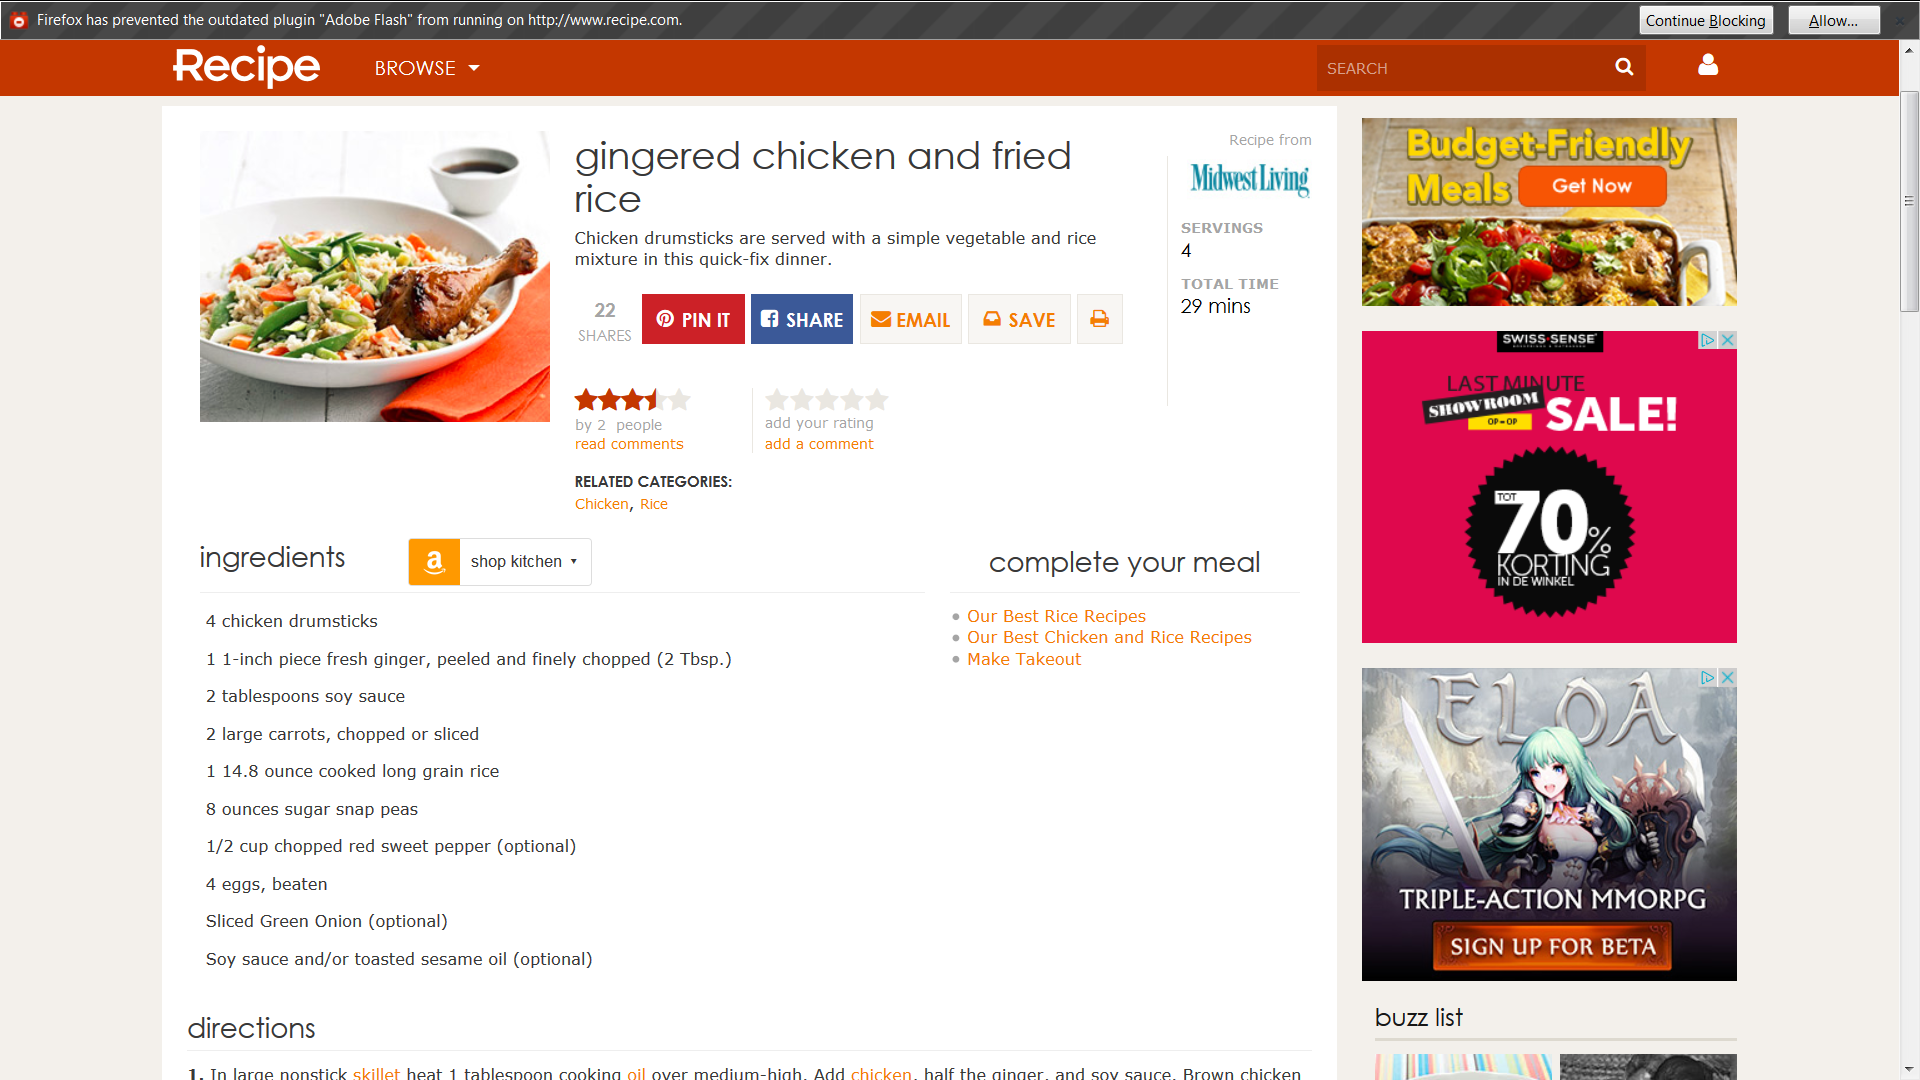 Firefox has prevented the outdated plugin "Adobe Flash" from running on http://www.recipe.com.
Continue Blocking
Allow...
Recipe
BROWSE
SEARCH
gingered chicken and fried
rice
Chicken drumsticks are served with a simple vegetable and rice
mixture in this quick-fix dinner.
22
SHARES
PIN IT
SHARE
EMAIL
SAVE
by 2 people
read comments
add your rating
add a comment
RELATED CATEGORIES:
Chicken, Rice
Recipe from
Midwest Living
SERVINGS
4
TOTAL TIME
29 mins
ingredients
a
shop kitchen
4 chicken drumsticks
1 1-inch piece fresh ginger, peeled and finely chopped (2 Tbsp.)
2 tablespoons soy sauce
2 large carrots, chopped or sliced
1 14.8 ounce cooked long grain rice
8 ounces sugar snap peas
1/2 cup chopped red sweet pepper (optional)
4 eggs, beaten
Sliced Green Onion (optional)
Soy sauce and/or toasted sesame oil (optional)
complete your meal
Our Best Rice Recipes
Our Best Chicken and Rice Recipes
Make Takeout
directions
1. In large nonstick skillet heat 1 tablespoon cooking oil over medium-high. Add chicken, half the ginger, and soy sauce. Brown chicken
Budget-Friendly
Meals
Get Now
SWISS·SENSE
LAST MINUTE
SHOWROOM
SALE!
OP=OP
TOT
70%
KORTING
IN DE WINKEL
ELOA
TRIPLE-ACTION MMORPG
SIGN UP FOR BETA
buzz list